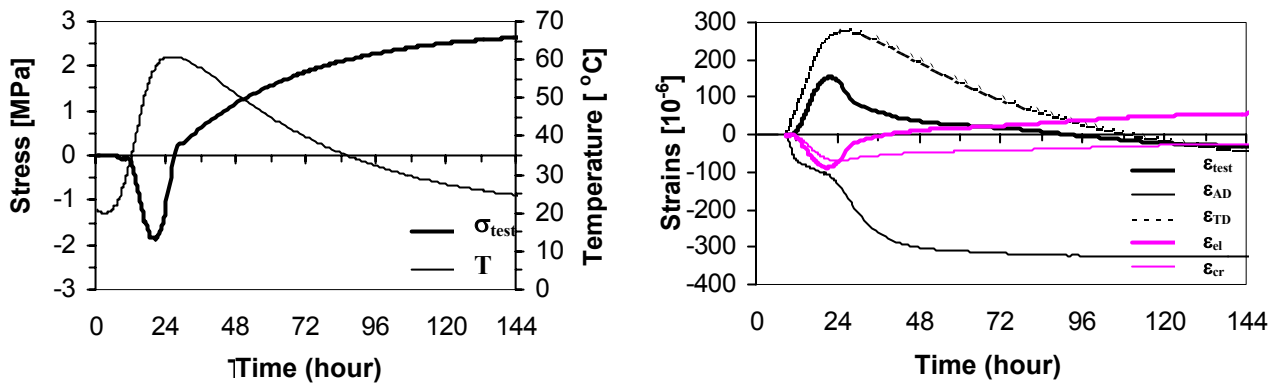 Stress [MPa]
3
2
1
0
-1
-2
-3
0 24 48 72 96 120 144
Time (hour)
70
60
50
40
30
20
10
0
Temperature [ °C]
σtest
T
Strains [10-6]
300
200
100
0
-100
-200
-300
-400
0 24 48 72 96 120 144
Time (hour)
εtest
εAD
εTD
εel
εcr